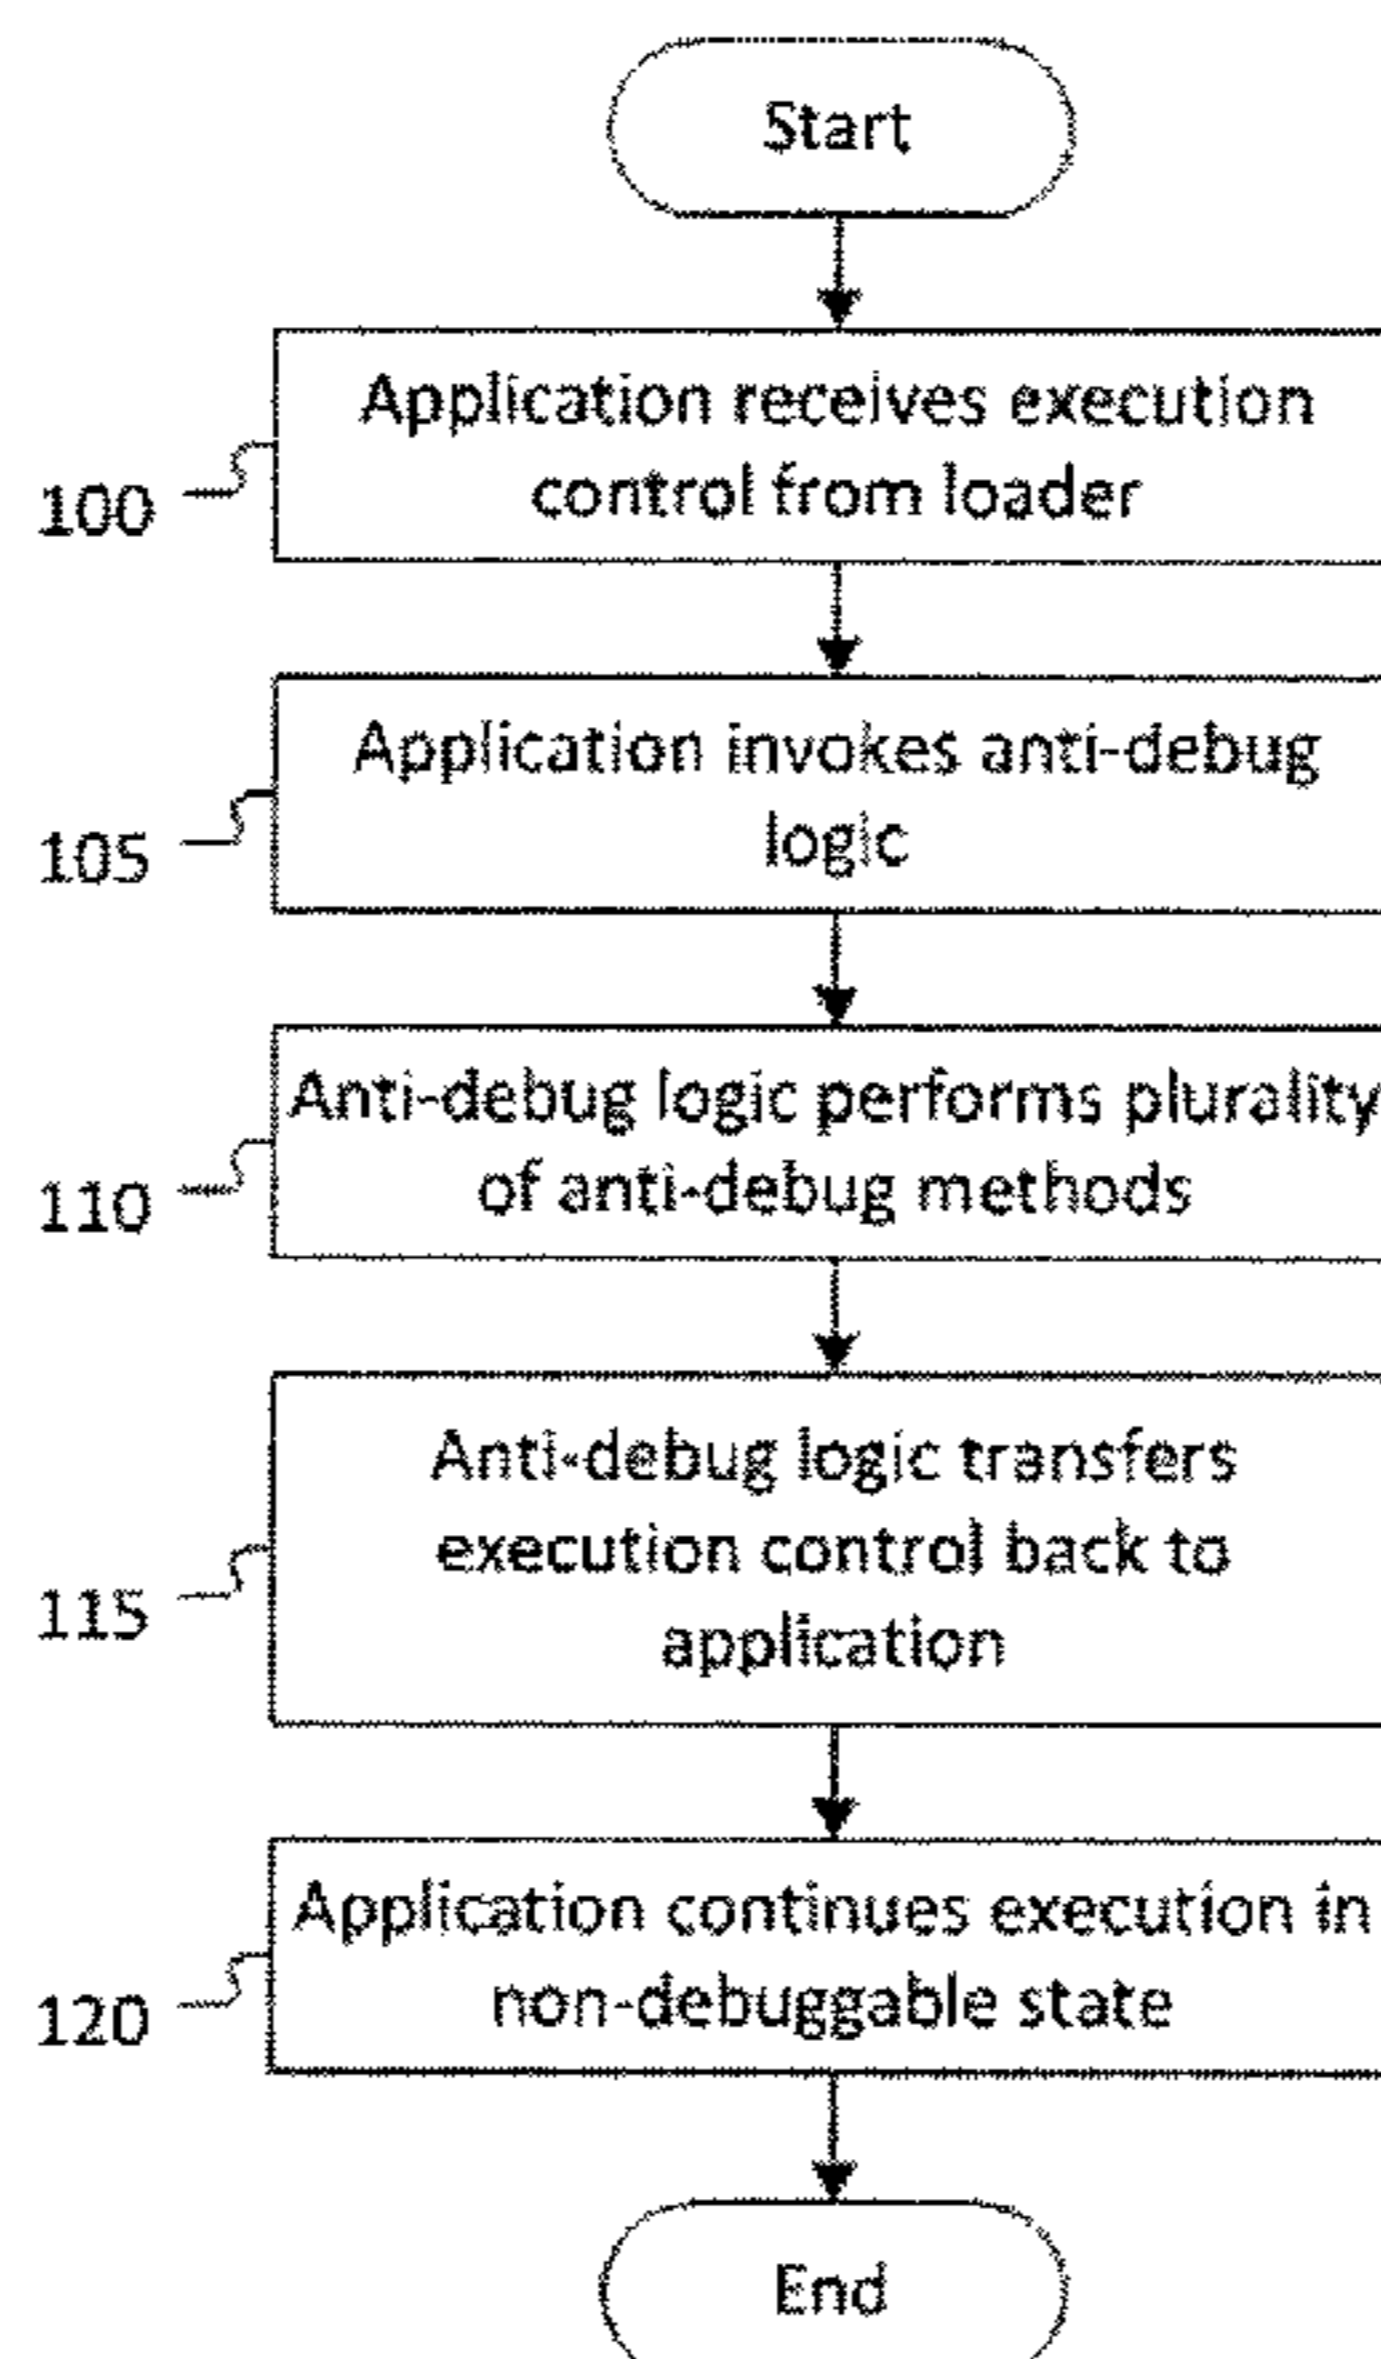 Start
Application receives execution
control from loader
100
Application invokes anti-debug
logic
105
Anti-debug logic performs plurality
of anti-debug methods
110
Anti-debug logic transfers
execution control back to
application
115
Application continues execution in
non-debuggable state
120
End